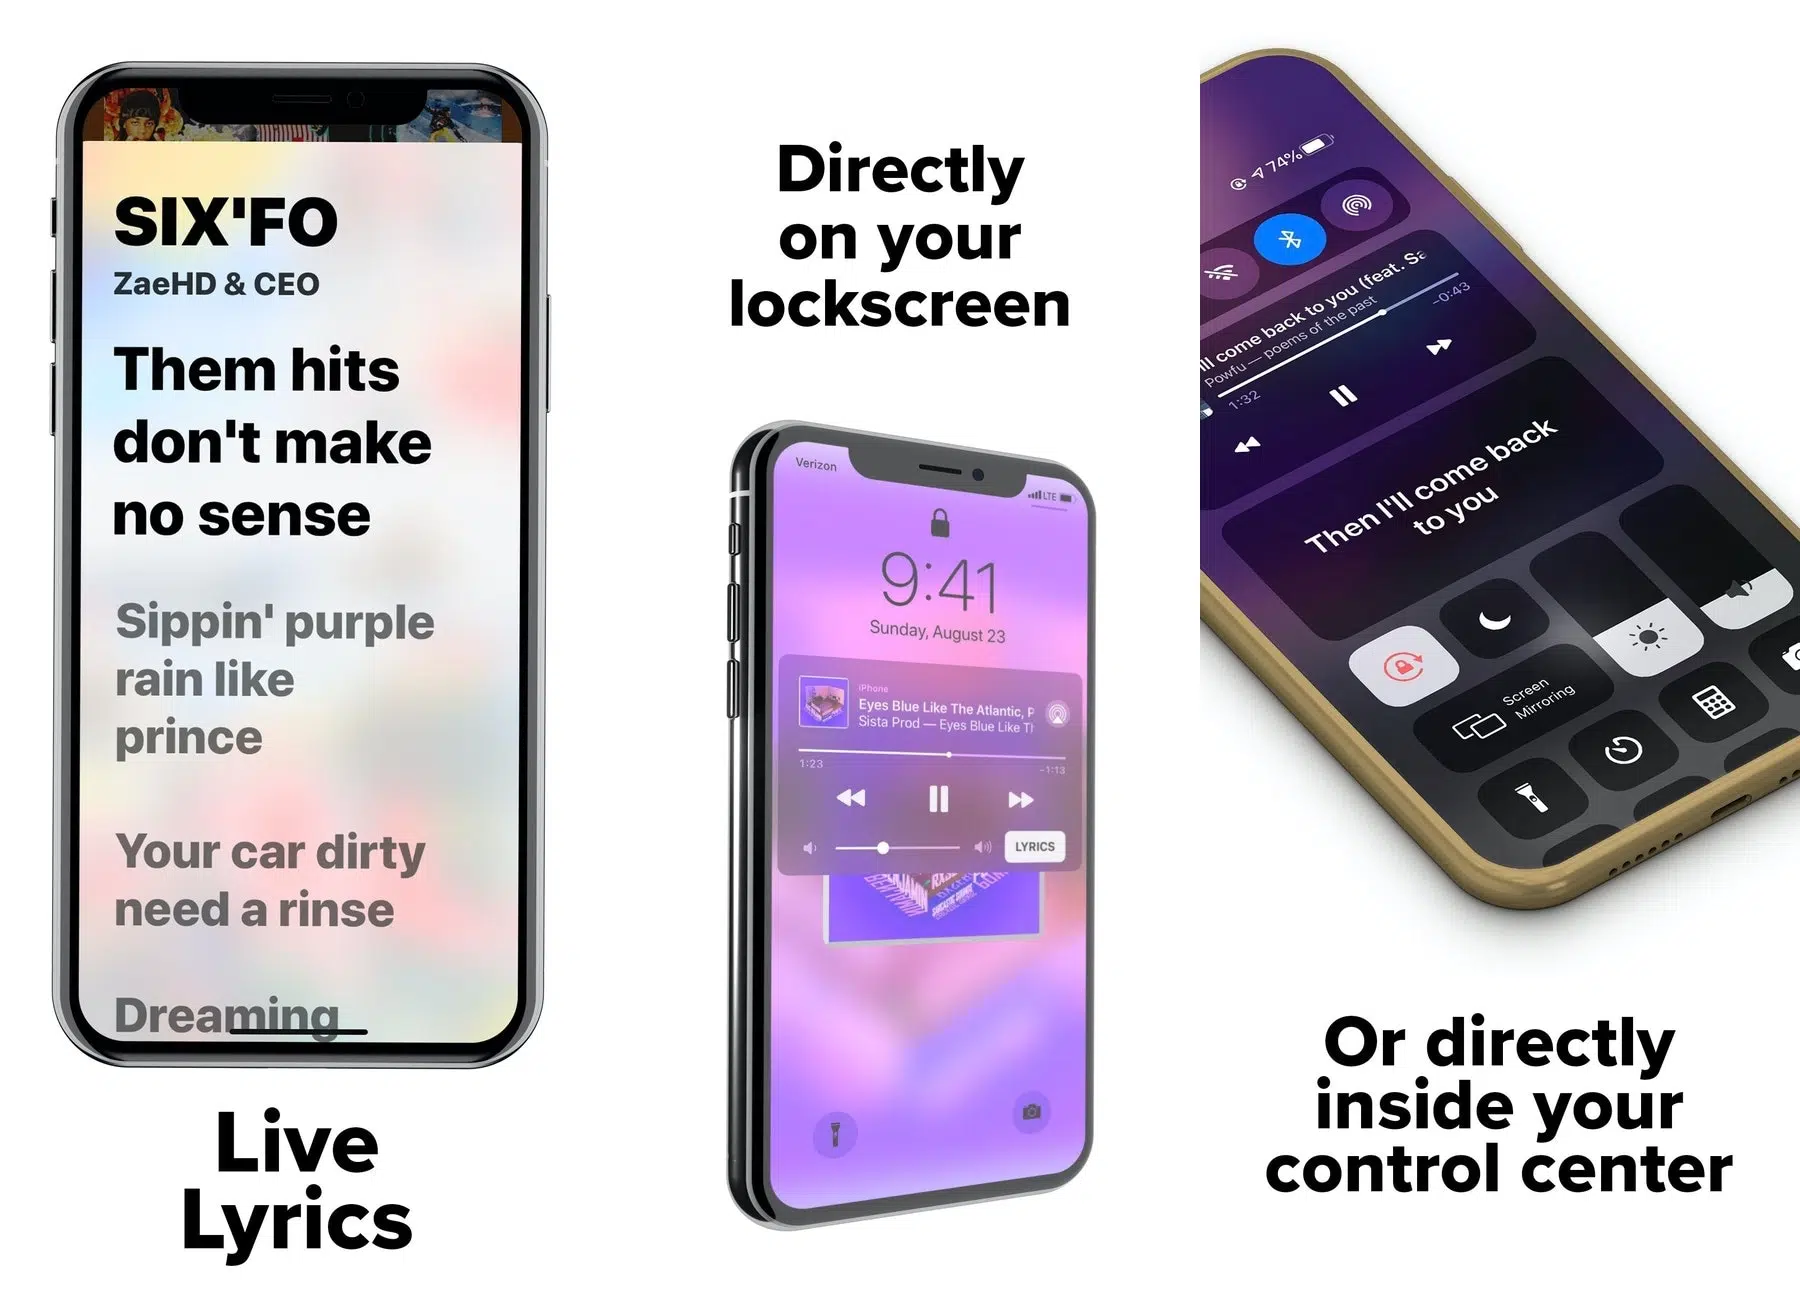 SIX'FO
ZaeHD & CEO
Them hits
don't make
no sense
Sippin' purple
rain like
prince
Your car dirty
need a rinse
Dreaming
Live
Lyrics
Directly
on your
lockscreen
Verizon
LTE
9:41
Sunday, August 23
iPhone
Eyes Blue Like The Atlantic, P
Sista Prod — Eyes Blue Like Th
1:23
-1:13
LYRICS
74%
'll come back to you (feat. Sa
Powfu — poems of the past
1:32
-0:43
Then I'll come back
to you
Screen
Mirroring
Or directly
inside your
control center